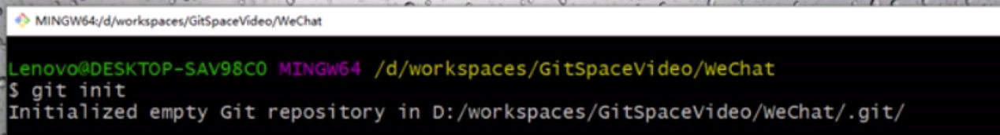 MINGW64:/d/workspaces/GitSpaceVideo/WeChat
Lenovo@DESKTOP-SAV98C0 MINGW64 /d/workspaces/GitSpaceVideo/WeChat
$ git init
Initialized empty Git repository in D:/workspaces/GitSpaceVideo/WeChat/.git/